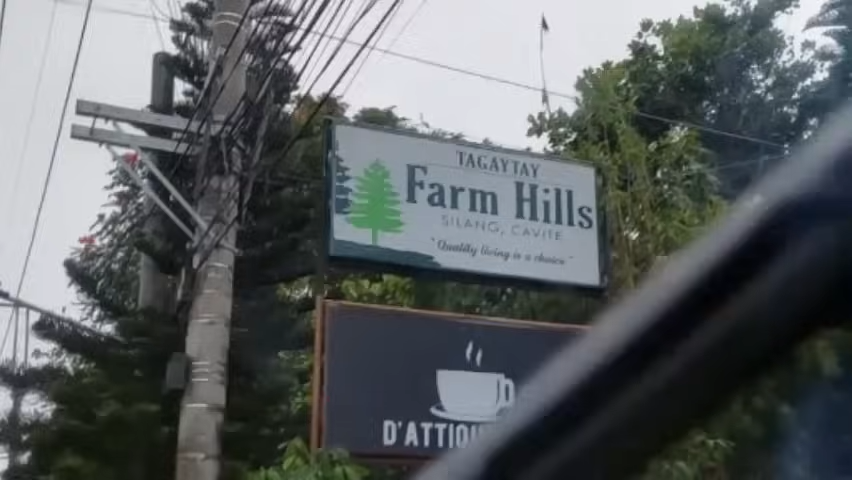 TAGAYTAY
Farm Hills
SILANG, CAVITE
"Quality living is a choice"